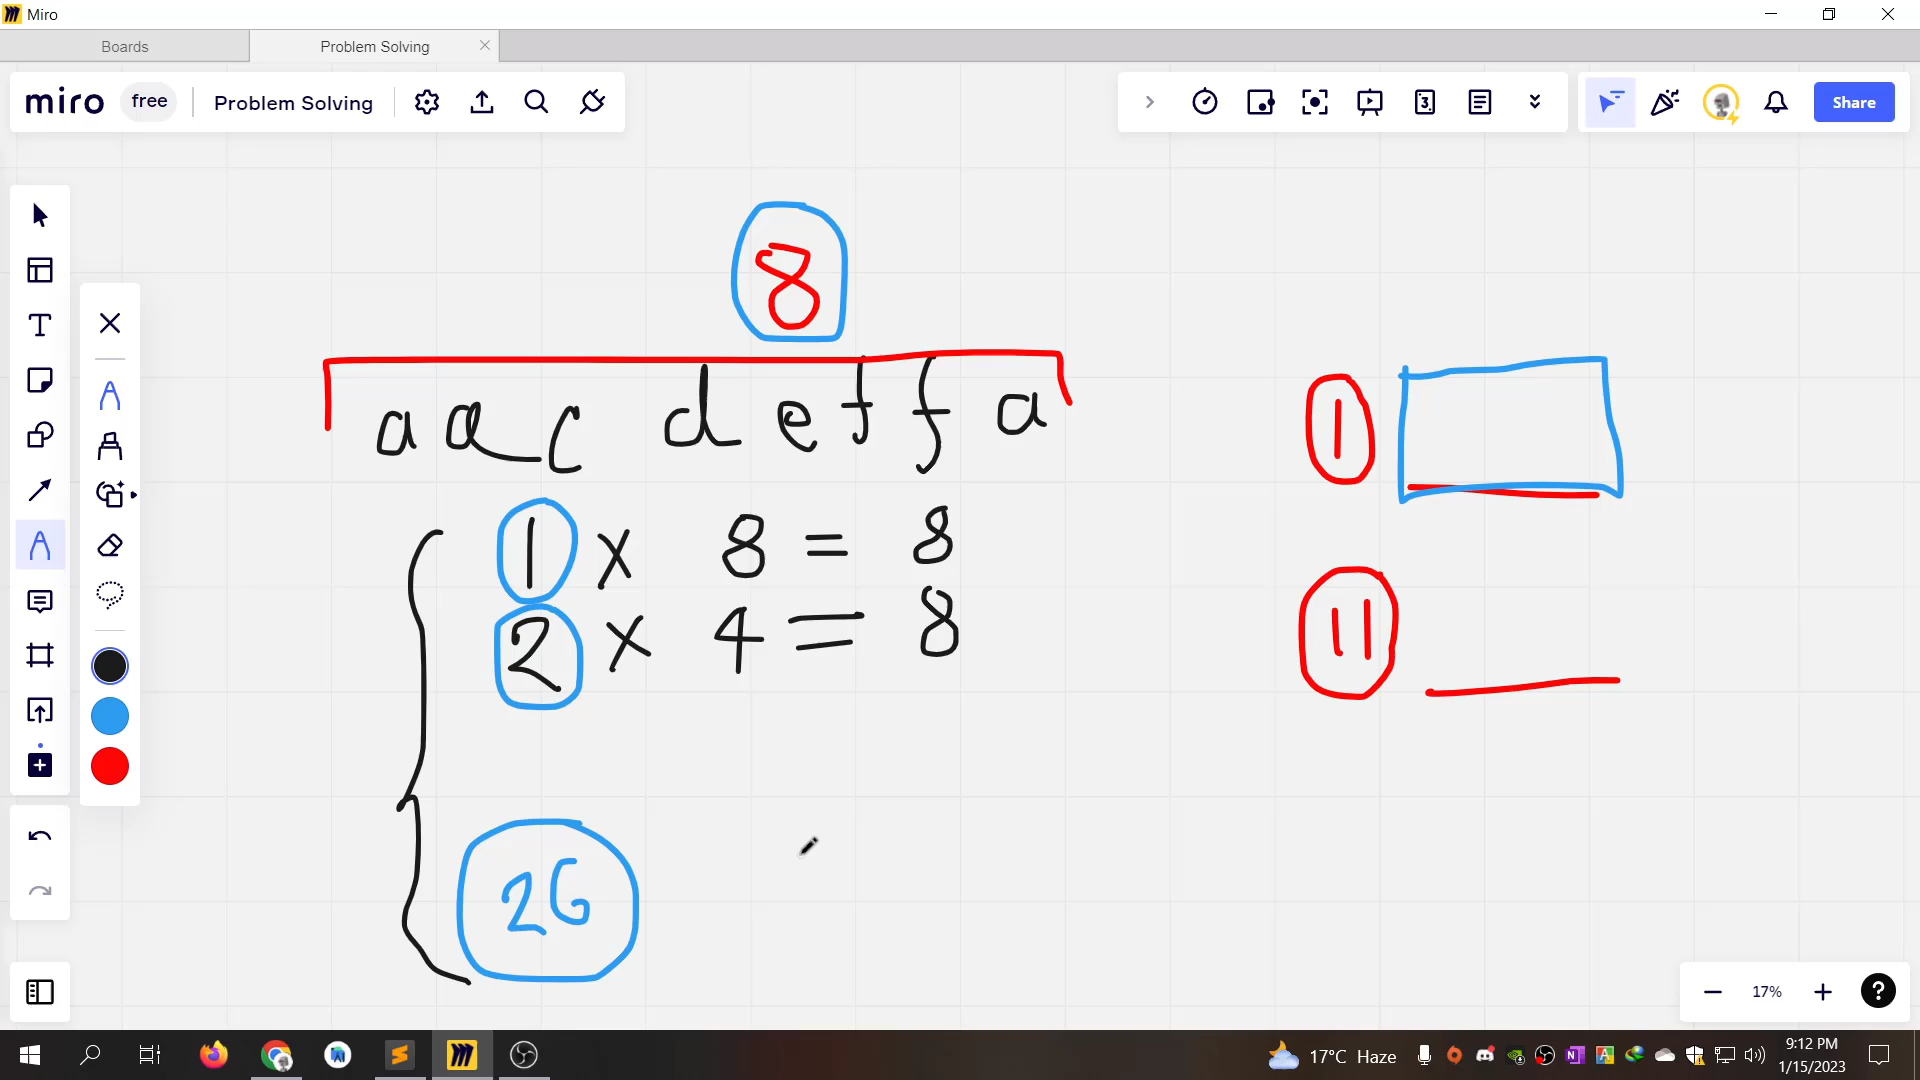 Miro
Boards
Problem Solving
miro free Problem Solving
3
Share
8
a a c d e f f a
1 x 8 = 8
2 x 4 = 8
26
1
11
17%
?
17°C Haze
9:12 PM
1/15/2023